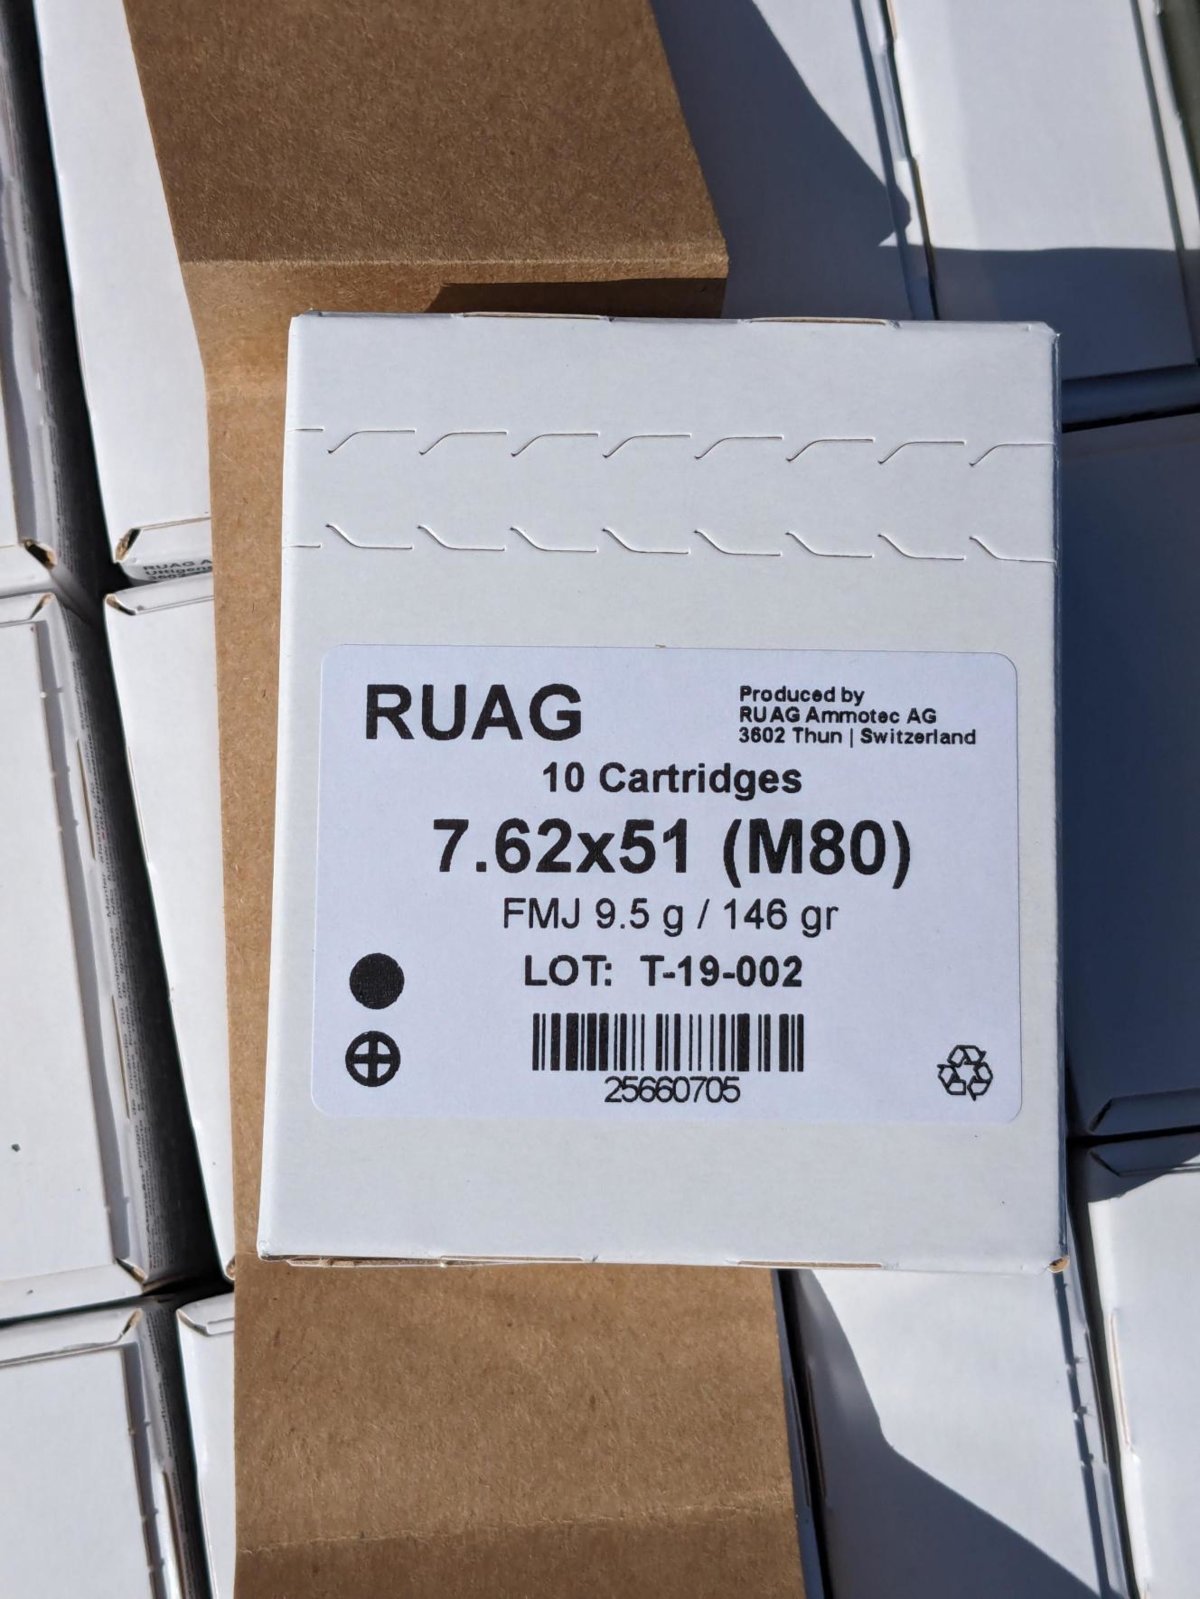 RUAG
Produced by
RUAG Ammotec AG
3602 Thun | Switzerland
10 Cartridges
7.62x51 (M80)
FMJ 9.5 g / 146 gr
LOT: T-19-002
25660705
RUAG A